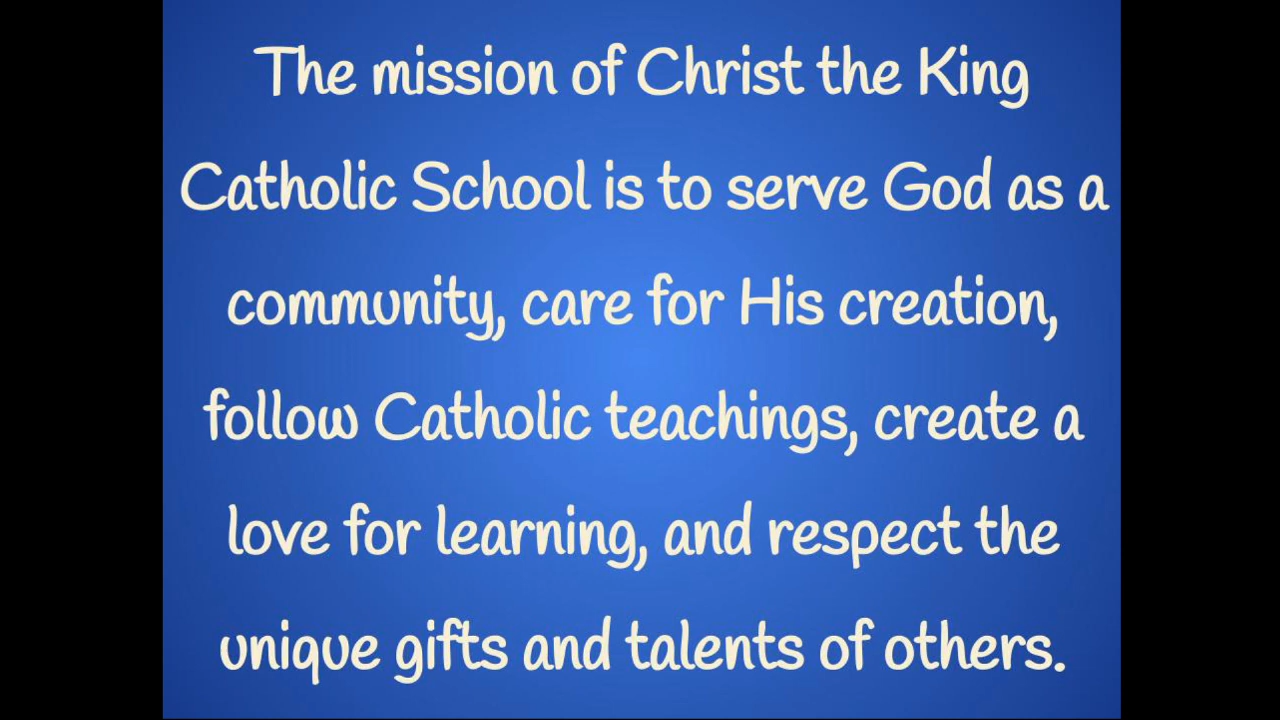 The mission of Christ the King
Catholic School is to serve God as a
community, care for His creation,
follow Catholic teachings, create a
love for learning, and respect the
unique gifts and talents of others.